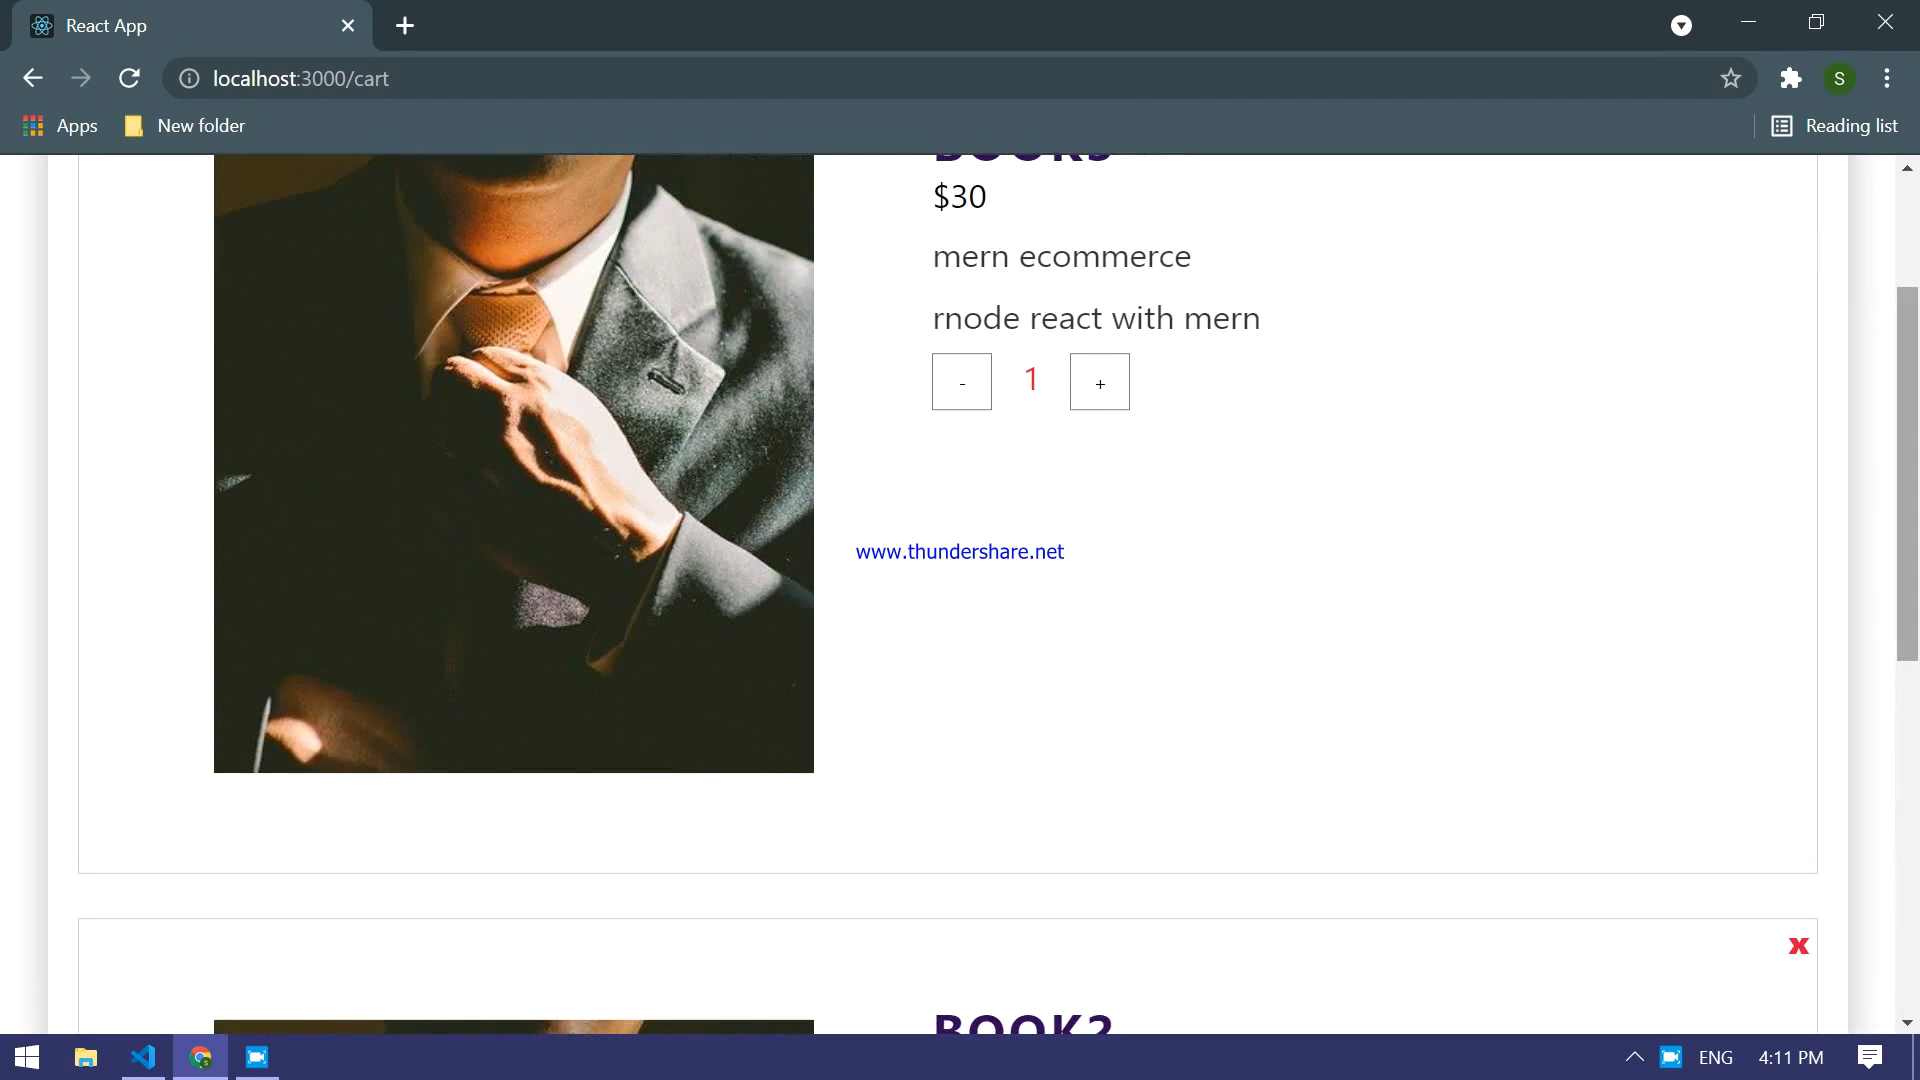 React App
localhost:3000/cart
S
Apps
New folder
Reading list
$30
mern ecommerce
rnode react with mern
- 1 +
www.thundershare.net
x
BOOK2
ENG
4:11 PM